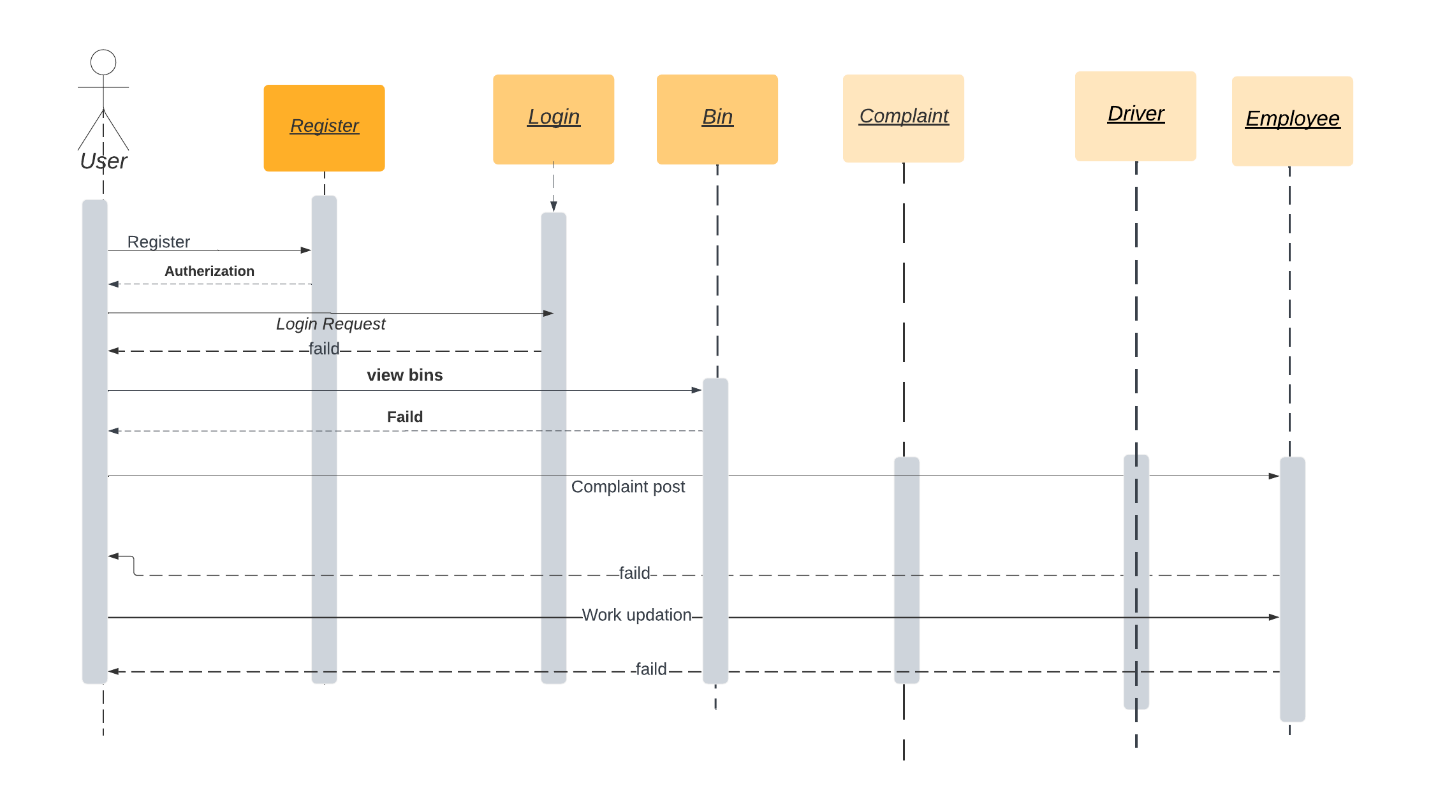 User
Register
Login
Bin
Complaint
Driver
Employee
Register
Autherization
Login Request
faild
view bins
Faild
Complaint post
faild
Work updation
faild